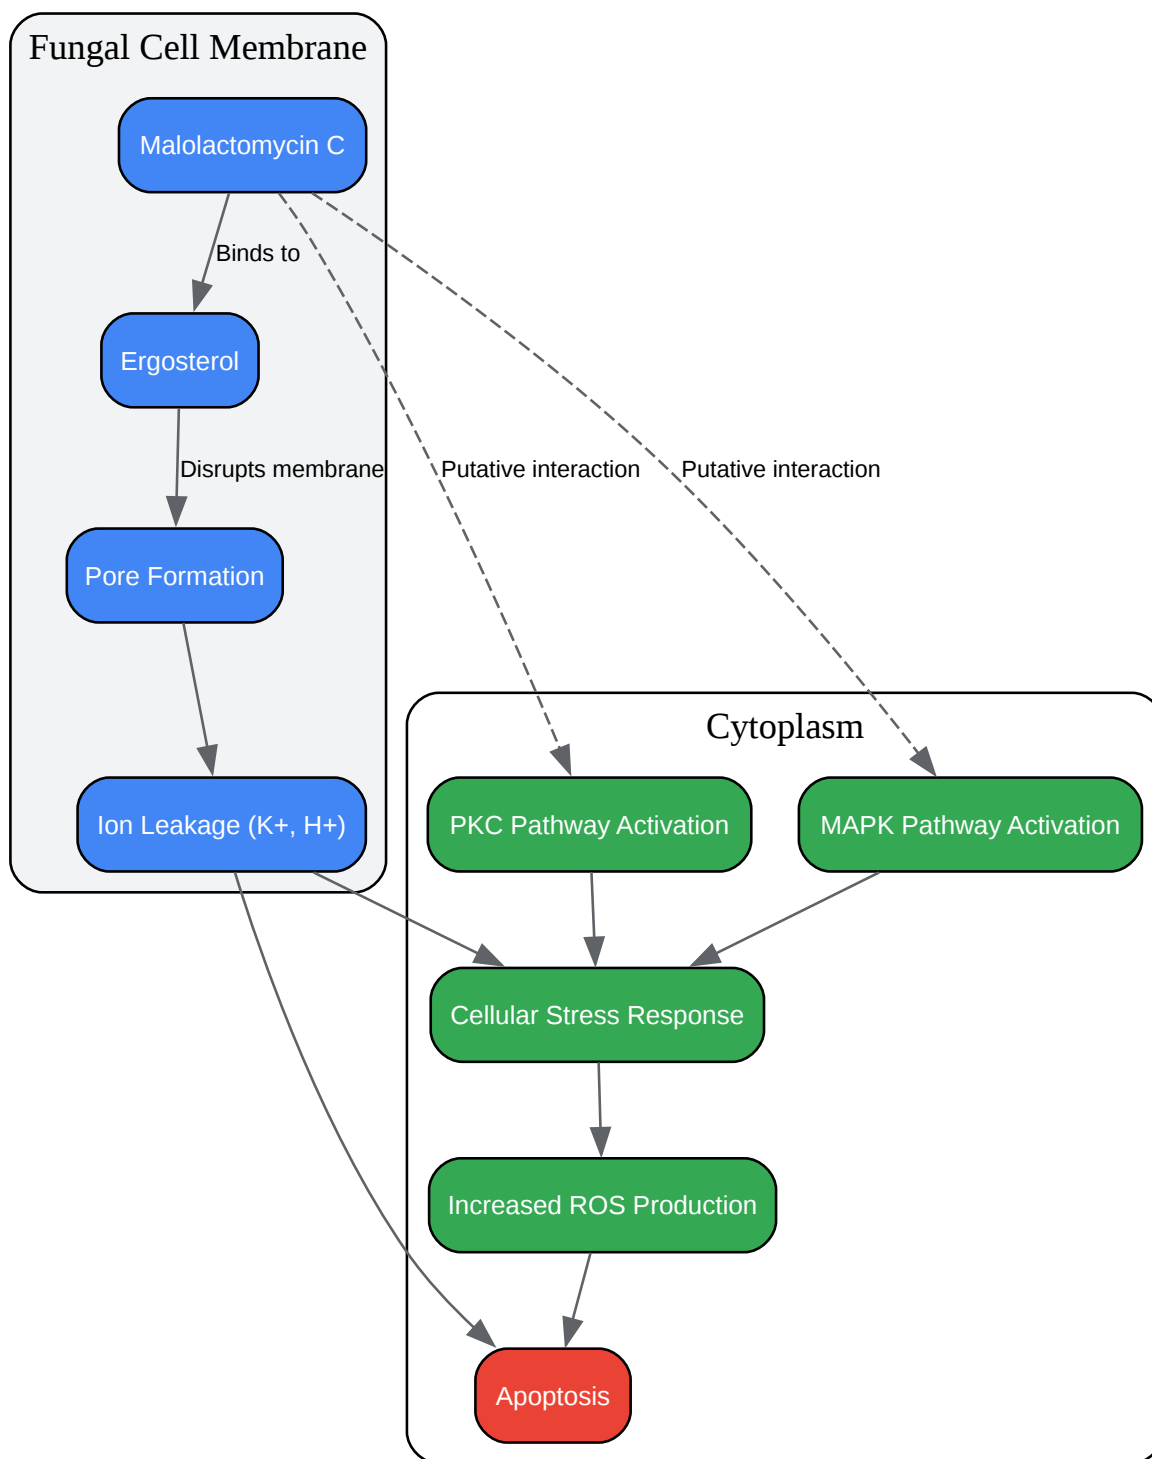 Fungal Cell Membrane
Malolactomycin C
Binds to
Ergosterol
Disrupts membrane
Putative interaction
Putative interaction
Pore Formation
Cytoplasm
Ion Leakage (K+, H+)
PKC Pathway Activation
MAPK Pathway Activation
Cellular Stress Response
Increased ROS Production
Apoptosis